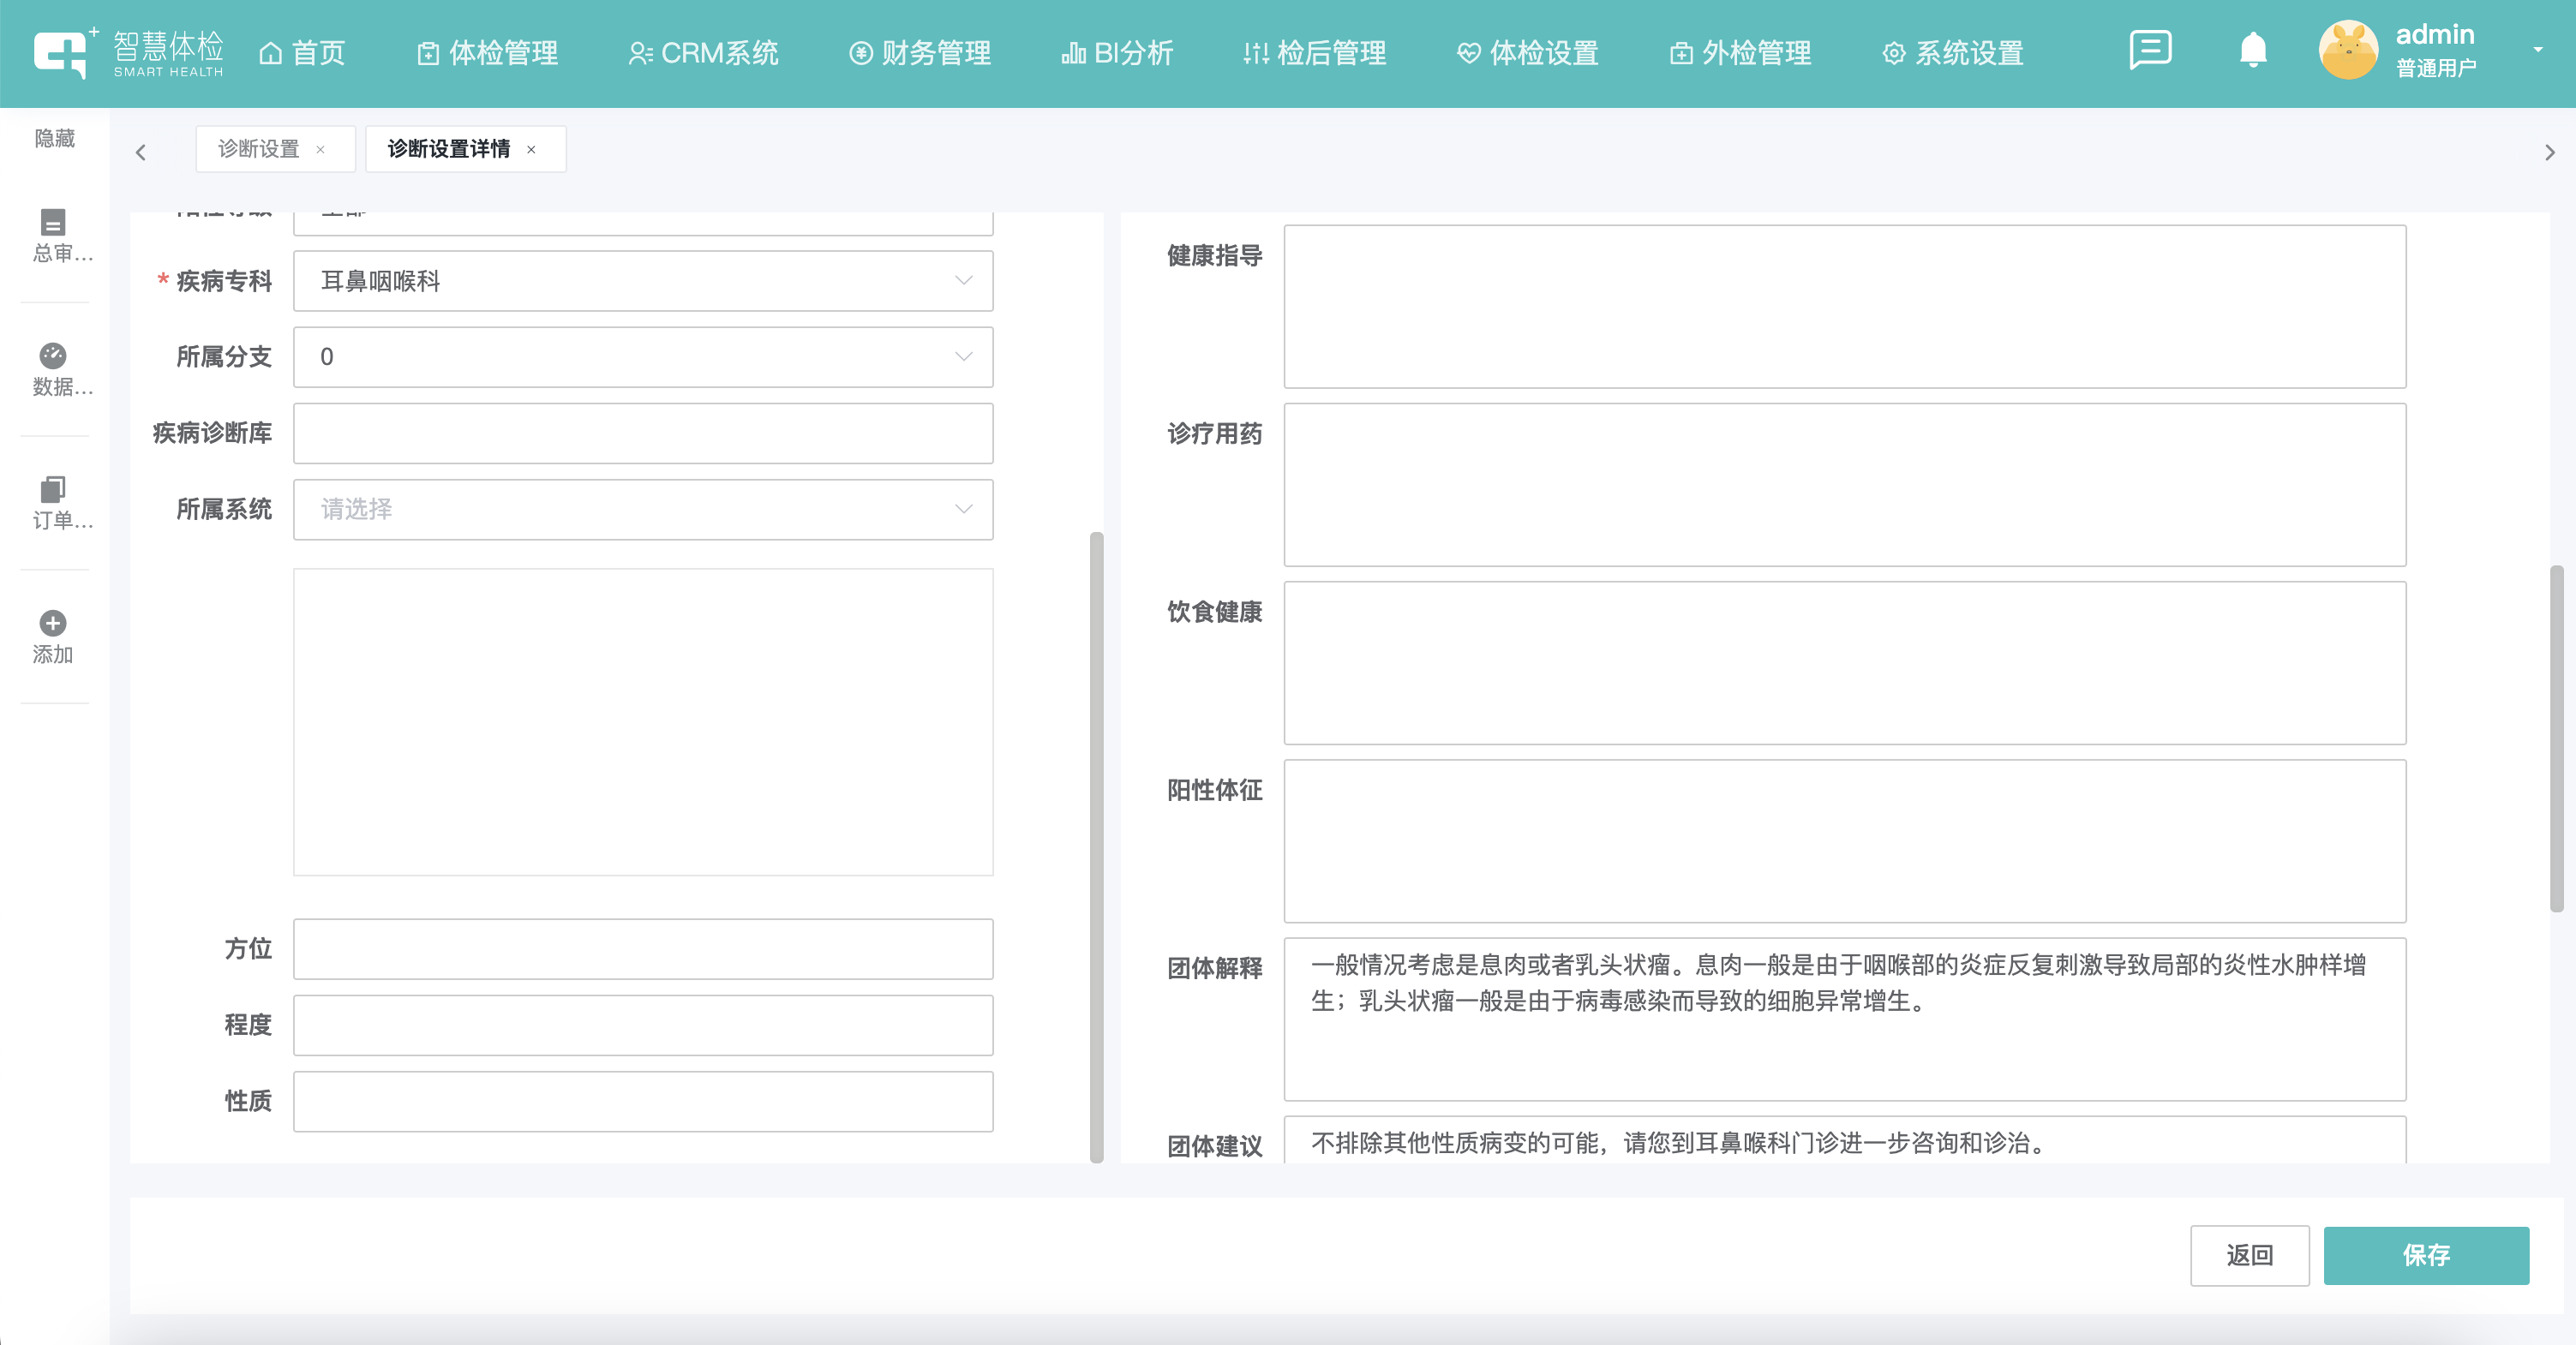 智慧体检
SMART HEALTH
首页
体检管理
CRM系统
财务管理
BI分析
检后管理
体检设置
外检管理
系统设置
admin
普通用户
隐藏
诊断设置 ×
诊断设置详情 ×
总审...
数据...
订单...
添加
* 疾病专科
耳鼻咽喉科
所属分支
0
疾病诊断库
所属系统
请选择
方位
程度
性质
健康指导
诊疗用药
饮食健康
阳性体征
团体解释
一般情况考虑是息肉或者乳头状瘤。息肉一般是由于咽喉部的炎症反复刺激导致局部的炎性水肿样增
生；乳头状瘤一般是由于病毒感染而导致的细胞异常增生。
团体建议
不排除其他性质病变的可能，请您到耳鼻喉科门诊进一步咨询和诊治。
返回
保存